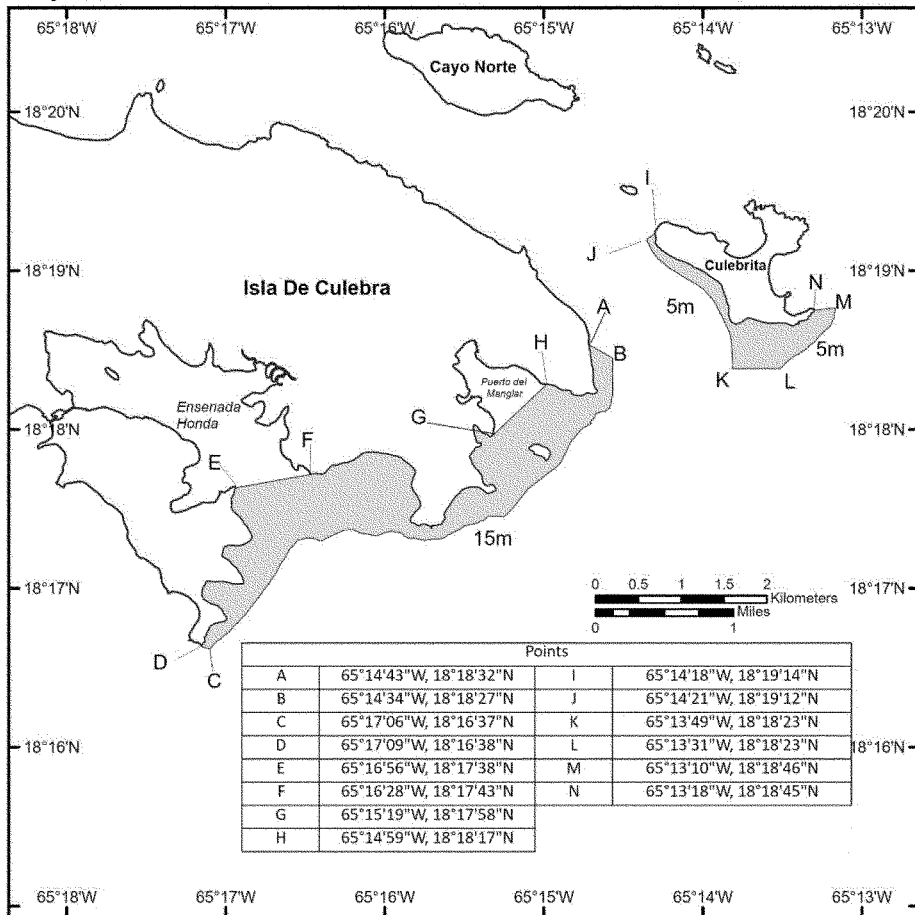 65°18'W 65°17'W 65°16'W 65°15'W 65°14'W 65°13'W
Cayo Norte
18°20'N 18°20'N
I
J
18°19'N 18°19'N
Culebrita
Isla De Culebra
N
M
5m
A
H
B
5m
Puerto del
Manglar
K
L
Ensenada
Honda
G
18°18'N 18°18'N
F
E
15m
18°17'N 18°17'N
0 0.5 1 1.5 2
Kilometers
Miles
0 1
D
C
Points
A 65°14'43"W, 18°18'32"N I 65°14'18"W, 18°19'14"N
B 65°14'34"W, 18°18'27"N J 65°14'21"W, 18°19'12"N
C 65°17'06"W, 18°16'37"N K 65°13'49"W, 18°18'23"N
D 65°17'09"W, 18°16'38"N L 65°13'31"W, 18°18'23"N
18°16'N 18°16'N
E 65°16'56"W, 18°17'38"N M 65°13'10"W, 18°18'46"N
F 65°16'28"W, 18°17'43"N N 65°13'18"W, 18°18'45"N
G 65°15'19"W, 18°17'58"N
H 65°14'59"W, 18°18'17"N
65°18'W 65°17'W 65°16'W 65°15'W 65°14'W 65°13'W